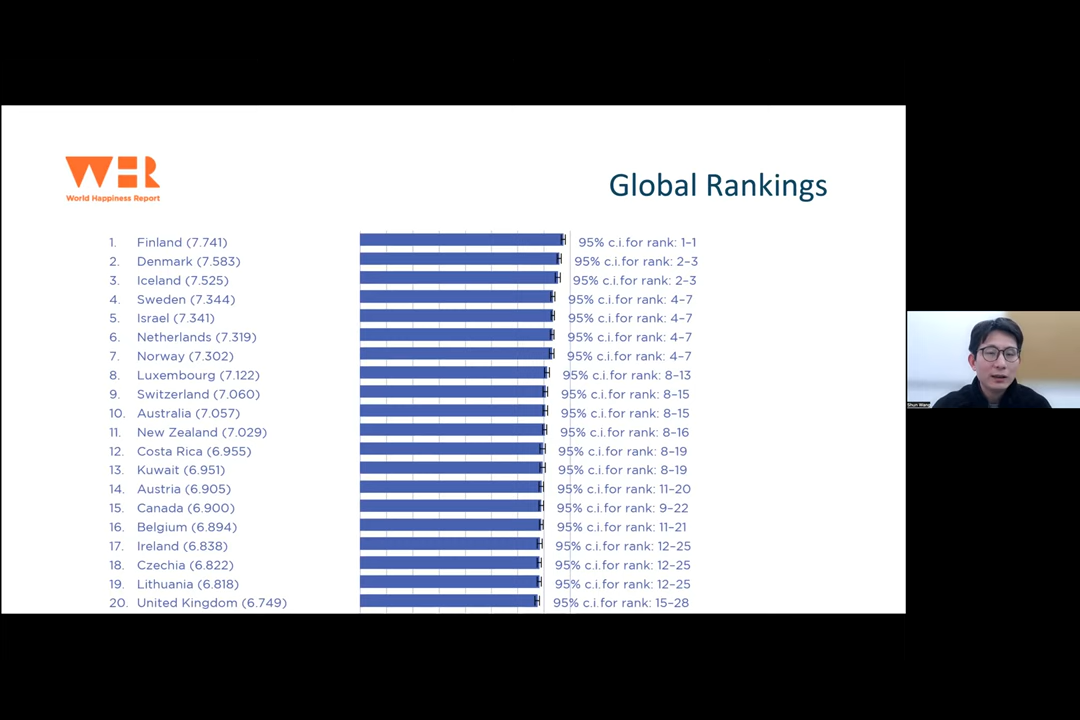 WHR
World Happiness Report
Global Rankings
1. Finland (7.741) 95% c.i.for rank: 1–1
2. Denmark (7.583) 95% c.i.for rank: 2–3
3. Iceland (7.525) 95% c.i.for rank: 2–3
4. Sweden (7.344) 95% c.i.for rank: 4–7
5. Israel (7.341) 95% c.i.for rank: 4–7
6. Netherlands (7.319) 95% c.i.for rank: 4–7
7. Norway (7.302) 95% c.i.for rank: 4–7
8. Luxembourg (7.122) 95% c.i.for rank: 8–13
9. Switzerland (7.060) 95% c.i.for rank: 8–15
10. Australia (7.057) 95% c.i.for rank: 8–15
11. New Zealand (7.029) 95% c.i.for rank: 8–16
12. Costa Rica (6.955) 95% c.i.for rank: 8–19
13. Kuwait (6.951) 95% c.i.for rank: 8–19
14. Austria (6.905) 95% c.i.for rank: 11–20
15. Canada (6.900) 95% c.i.for rank: 9–22
16. Belgium (6.894) 95% c.i.for rank: 11–21
17. Ireland (6.838) 95% c.i.for rank: 12–25
18. Czechia (6.822) 95% c.i.for rank: 12–25
19. Lithuania (6.818) 95% c.i.for rank: 12–25
20. United Kingdom (6.749) 95% c.i.for rank: 15–28
Shun Wang